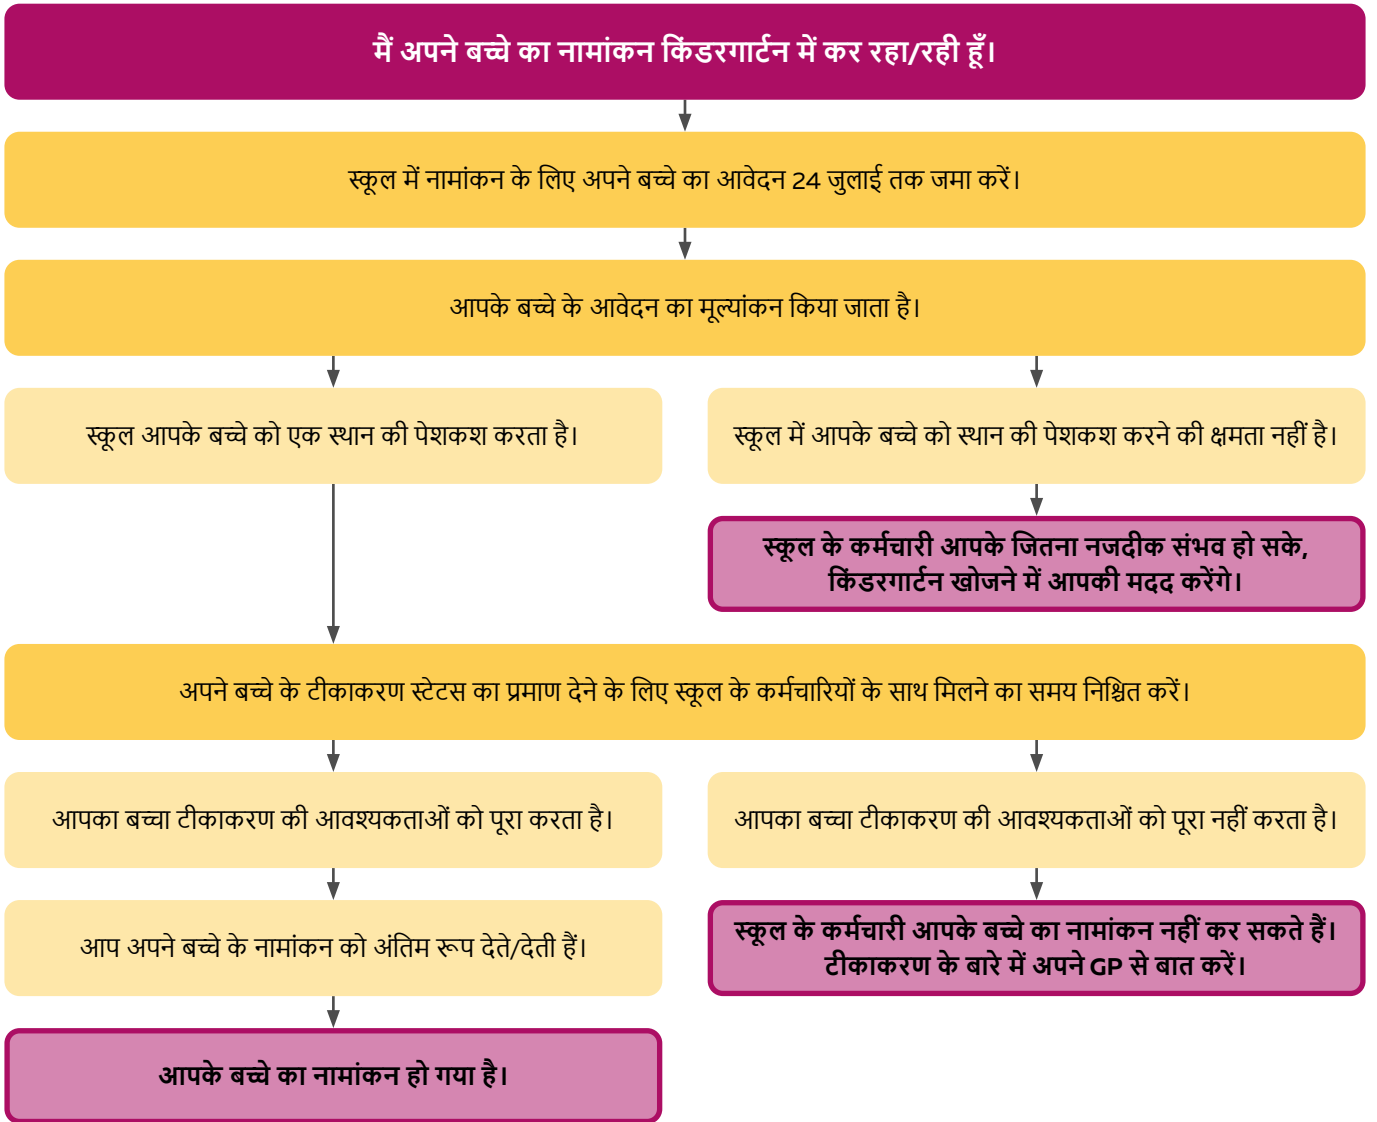 मैं अपने बच्चे का नामांकन किंडरगार्टन में कर रहा/रही हूँ।
स्कूल में नामांकन के लिए अपने बच्चे का आवेदन 24 जुलाई तक जमा करें।
आपके बच्चे के आवेदन का मूल्यांकन किया जाता है।
स्कूल आपके बच्चे को एक स्थान की पेशकश करता है।
स्कूल में आपके बच्चे को स्थान की पेशकश करने की क्षमता नहीं है।
स्कूल के कर्मचारी आपके जितना नजदीक संभव हो सके,
किंडरगार्टन खोजने में आपकी मदद करेंगे।
अपने बच्चे के टीकाकरण स्टेटस का प्रमाण देने के लिए स्कूल के कर्मचारियों के साथ मिलने का समय निश्चित करें।
आपका बच्चा टीकाकरण की आवश्यकताओं को पूरा करता है।
आपका बच्चा टीकाकरण की आवश्यकताओं को पूरा नहीं करता है।
आप अपने बच्चे के नामांकन को अंतिम रूप देते/देती हैं।
स्कूल के कर्मचारी आपके बच्चे का नामांकन नहीं कर सकते हैं।
टीकाकरण के बारे में अपने GP से बात करें।
आपके बच्चे का नामांकन हो गया है।